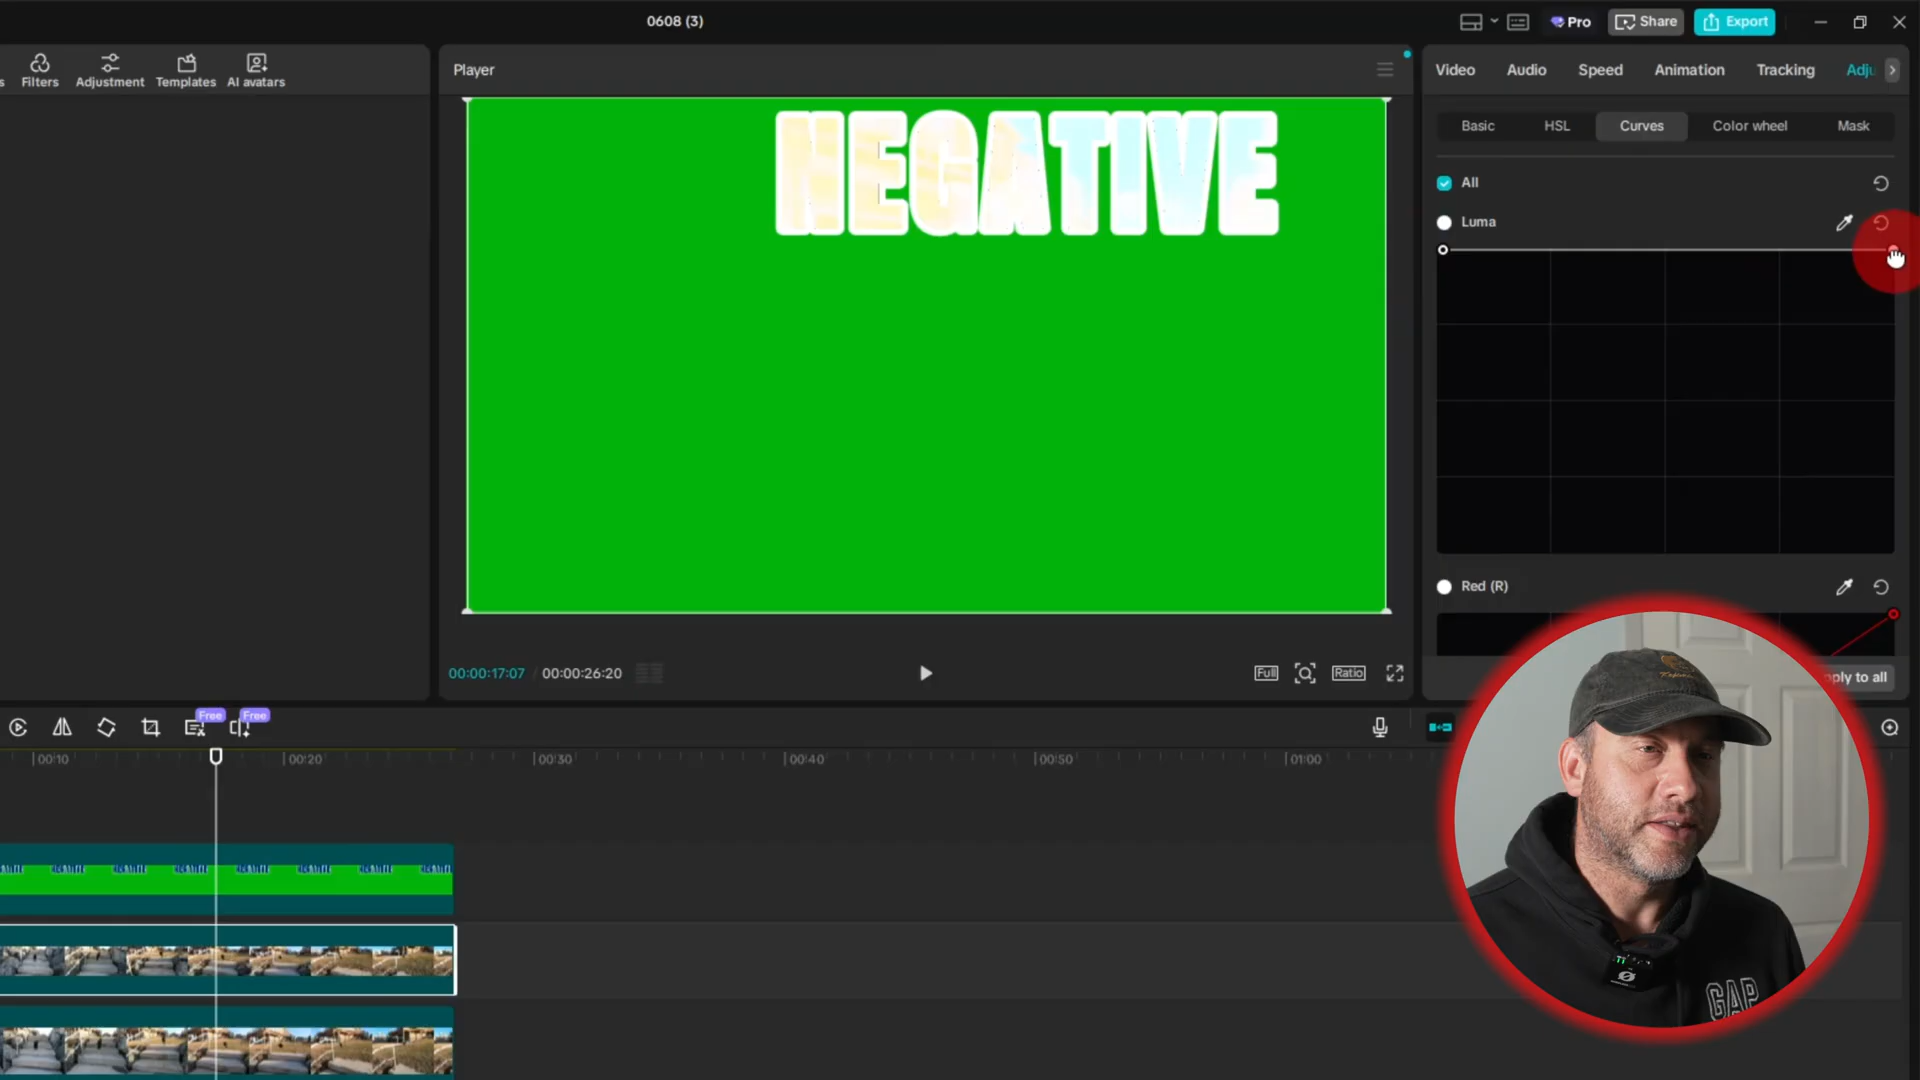 0608 (3)
Pro
Share
Export
Filters
Adjustment
Templates
AI avatars
Player
Video
Audio
Speed
Animation
Tracking
Adju
Basic
HSL
Curves
Color wheel
Mask
All
Luma
NEGATIVE
Red (R)
00:00:17:07
00:00:26:20
Full
Ratio
pply to all
Free
Free
00:10
00:20
00:30
00:40
00:50
01:00
GAP